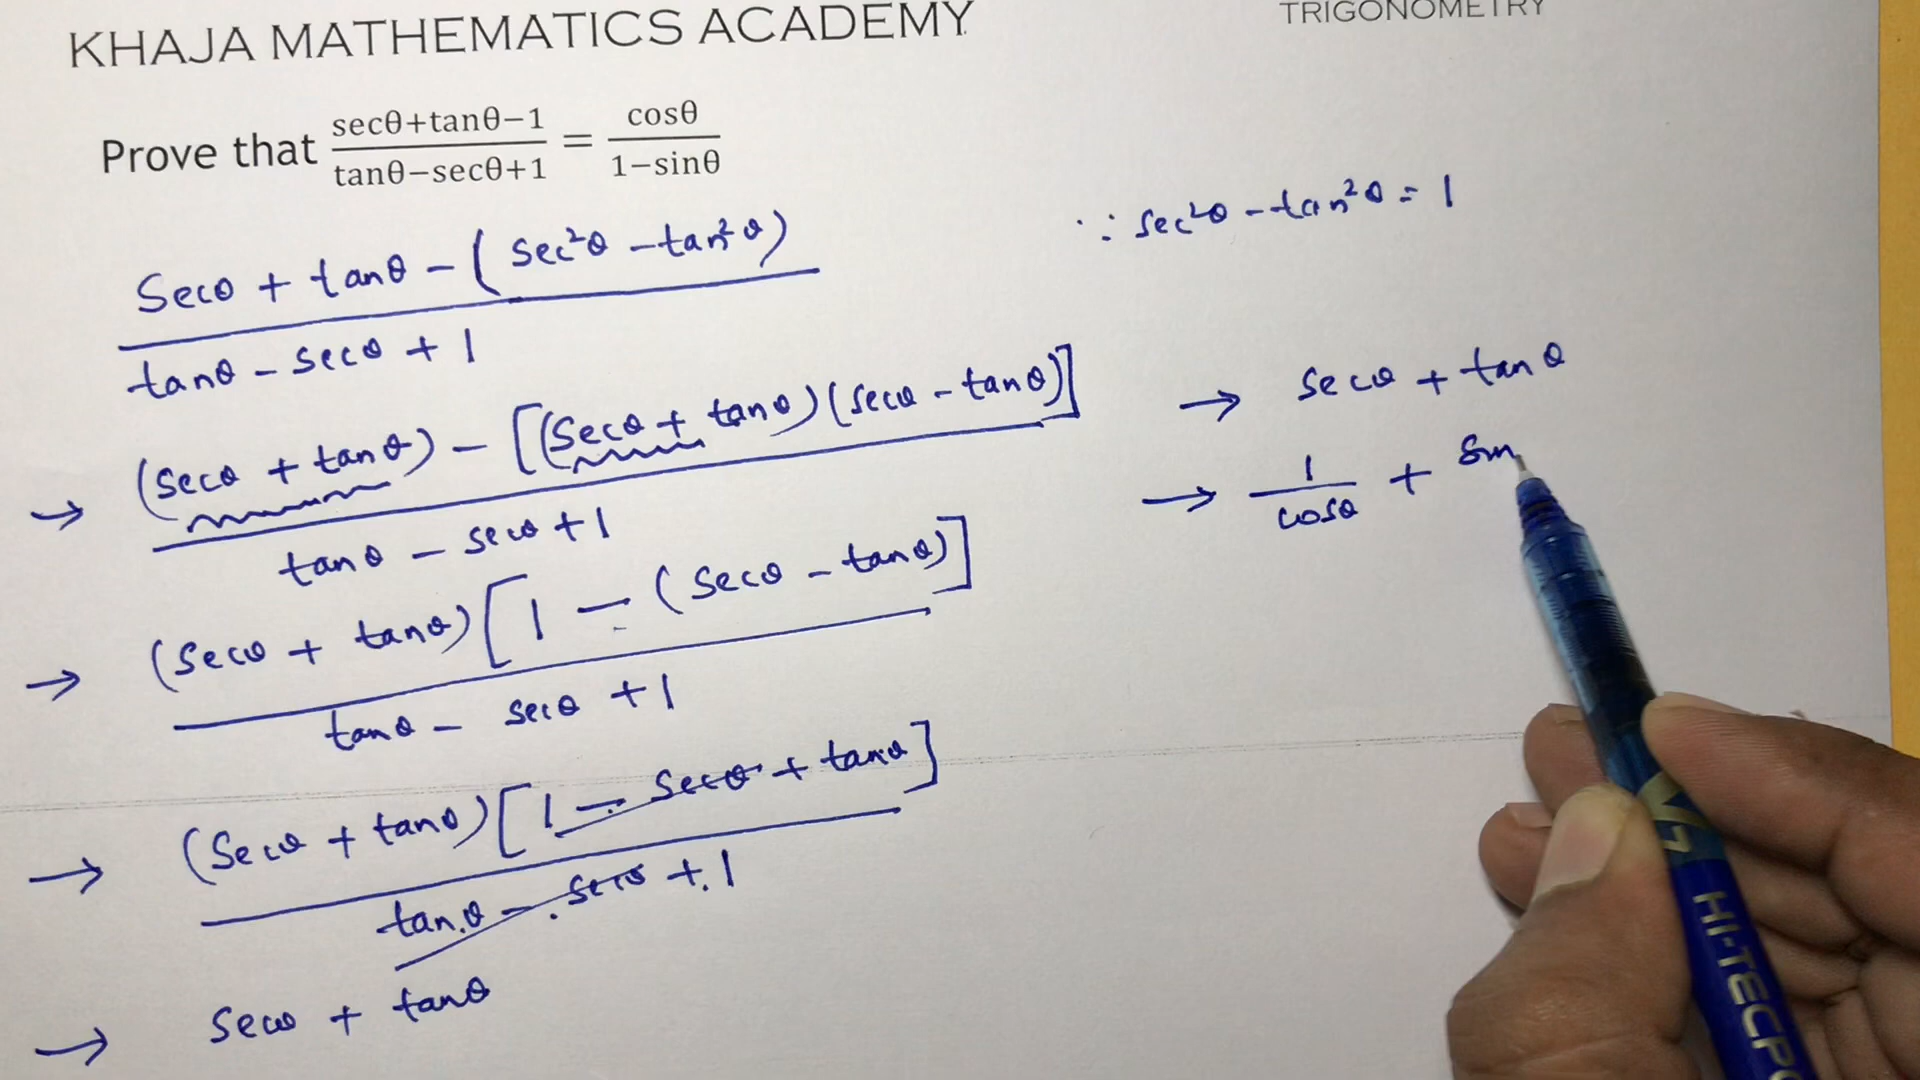 KHAJA MATHEMATICS ACADEMY
TRIGONOMETRY
Prove that (secθ+tanθ−1)/(tanθ−secθ+1) = cosθ/(1−sinθ)
∵ sec²θ − tan²θ = 1
Secθ + tanθ − (sec²θ − tan²θ)
tanθ − secθ + 1
→ (secθ + tanθ) − [(secθ + tanθ)(secθ − tanθ)]
tanθ − secθ + 1
→ (secθ + tanθ)[1 − (secθ − tanθ)]
tanθ − secθ + 1
→ (secθ + tanθ)[1 − secθ + tanθ]
tanθ − secθ + 1
→ secθ + tanθ
→ secθ + tanθ
→ 1/cosθ + sin
HI-TECP
V7